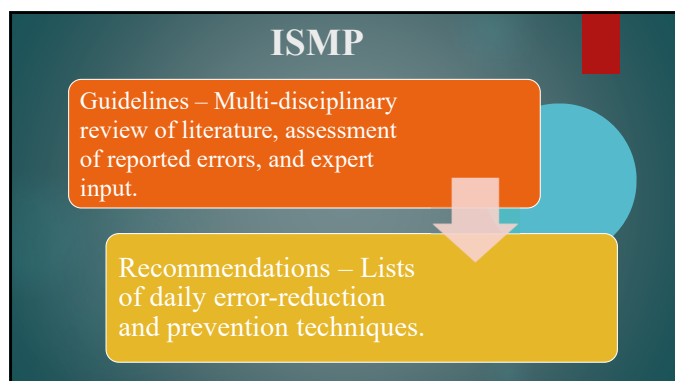 ISMP
Guidelines – Multi-disciplinary
review of literature, assessment
of reported errors, and expert
input.
Recommendations – Lists
of daily error-reduction
and prevention techniques.